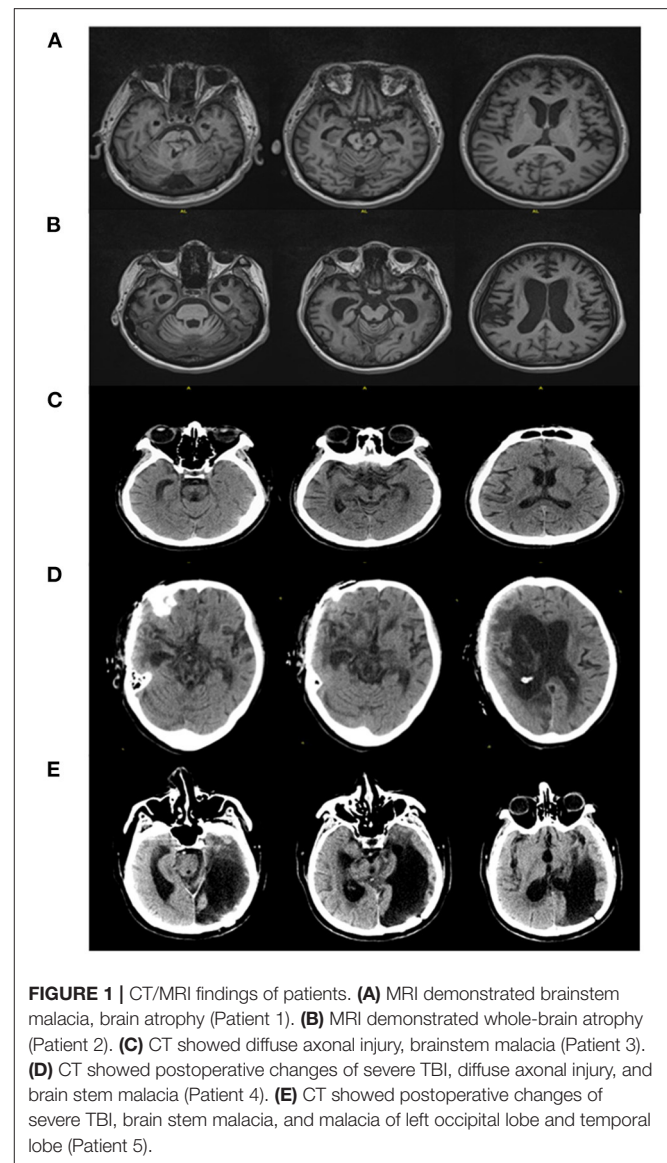 A
B
C
D
E
FIGURE 1 | CT/MRI findings of patients. (A) MRI demonstrated brainstem
malacia, brain atrophy (Patient 1). (B) MRI demonstrated whole-brain atrophy
(Patient 2). (C) CT showed diffuse axonal injury, brainstem malacia (Patient 3).
(D) CT showed postoperative changes of severe TBI, diffuse axonal injury, and
brain stem malacia (Patient 4). (E) CT showed postoperative changes of
severe TBI, brain stem malacia, and malacia of left occipital lobe and temporal
lobe (Patient 5).